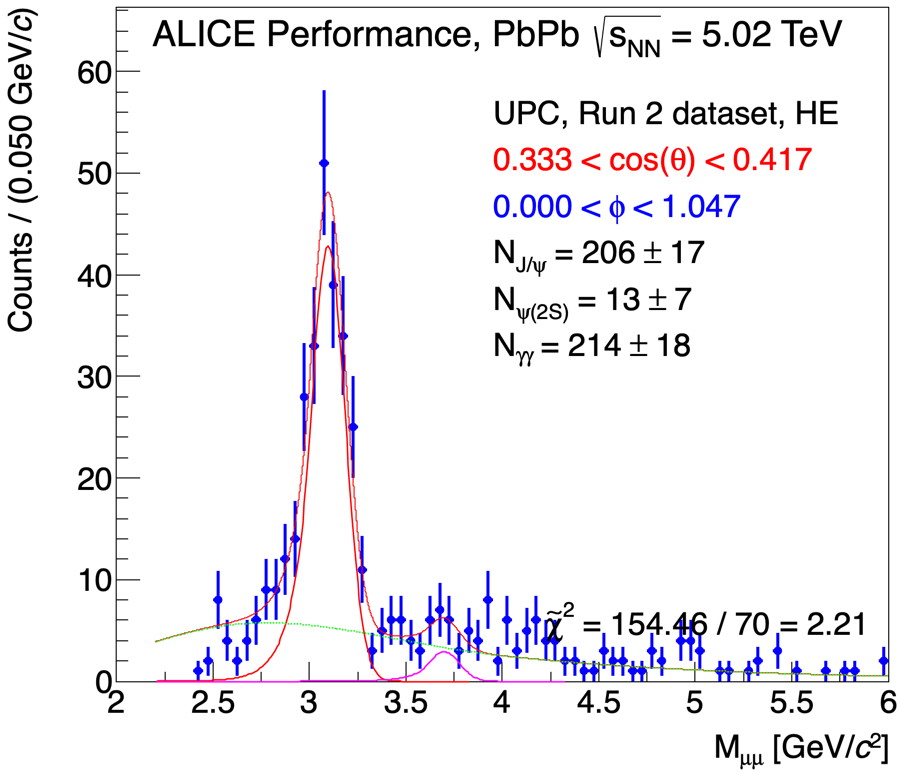 ALICE Performance, PbPb √sNN = 5.02 TeV
UPC, Run 2 dataset, HE
0.333 < cos(θ) < 0.417
0.000 < ϕ < 1.047
NJ/ψ = 206 ± 17
Nψ(2S) = 13 ± 7
Nγγ = 214 ± 18
χ̃2 = 154.46 / 70 = 2.21
Counts / (0.050 GeV/c)
60
50
40
30
20
10
0
2 2.5 3 3.5 4 4.5 5 5.5 6
Mμμ [GeV/c2]